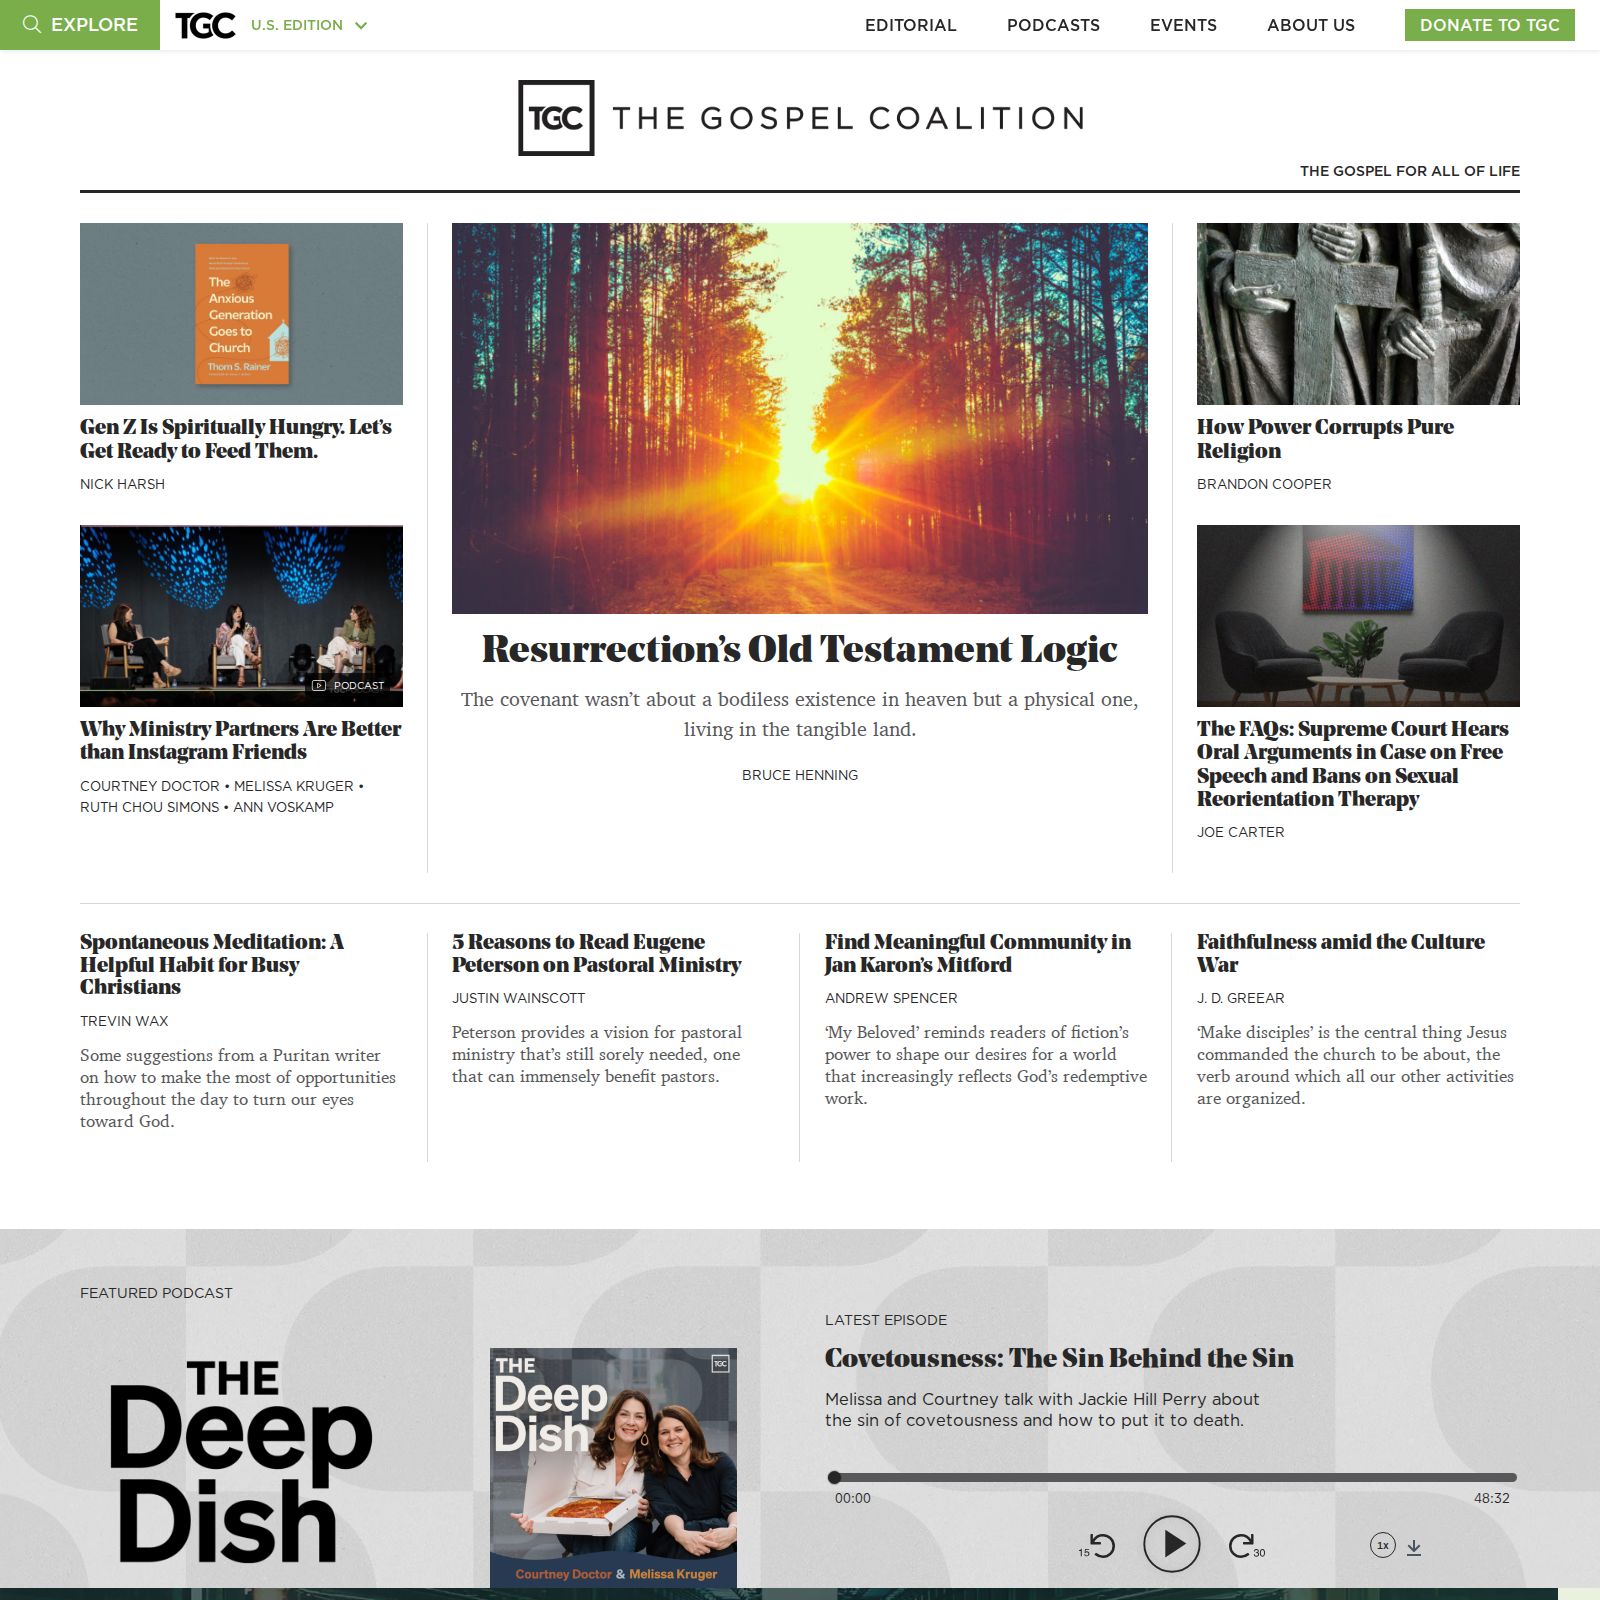 EXPLORE
TGC
U.S. EDITION
EDITORIAL
PODCASTS
EVENTS
ABOUT US
DONATE TO TGC
TGC THE GOSPEL COALITION
THE GOSPEL FOR ALL OF LIFE
The
Anxious
Generation
Goes to
Church
Thom S. Rainer
Gen Z Is Spiritually Hungry. Let’s
Get Ready to Feed Them.
NICK HARSH
PODCAST
Why Ministry Partners Are Better
than Instagram Friends
COURTNEY DOCTOR • MELISSA KRUGER •
RUTH CHOU SIMONS • ANN VOSKAMP
Resurrection’s Old Testament Logic
The covenant wasn’t about a bodiless existence in heaven but a physical one,
living in the tangible land.
BRUCE HENNING
How Power Corrupts Pure
Religion
BRANDON COOPER
The FAQs: Supreme Court Hears
Oral Arguments in Case on Free
Speech and Bans on Sexual
Reorientation Therapy
JOE CARTER
Spontaneous Meditation: A
Helpful Habit for Busy
Christians
TREVIN WAX
Some suggestions from a Puritan writer
on how to make the most of opportunities
throughout the day to turn our eyes
toward God.
5 Reasons to Read Eugene
Peterson on Pastoral Ministry
JUSTIN WAINSCOTT
Peterson provides a vision for pastoral
ministry that’s still sorely needed, one
that can immensely benefit pastors.
Find Meaningful Community in
Jan Karon’s Mitford
ANDREW SPENCER
‘My Beloved’ reminds readers of fiction’s
power to shape our desires for a world
that increasingly reflects God’s redemptive
work.
Faithfulness amid the Culture
War
J. D. GREEAR
‘Make disciples’ is the central thing Jesus
commanded the church to be about, the
verb around which all our other activities
are organized.
FEATURED PODCAST
THE
Deep
Dish
THE
Deep
Dish
TGC
Courtney Doctor & Melissa Kruger
LATEST EPISODE
Covetousness: The Sin Behind the Sin
Melissa and Courtney talk with Jackie Hill Perry about
the sin of covetousness and how to put it to death.
00:00
48:32
15
30
1x